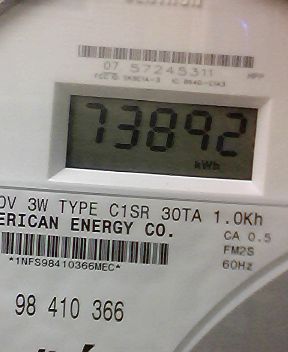 07 57245311
73892
kWh
OV 3W TYPE C1SR 30TA 1.0Kh
ERICAN ENERGY CO.
CA 0.5
FM2S
60Hz
*1NFS98410366MEC*
98 410 366